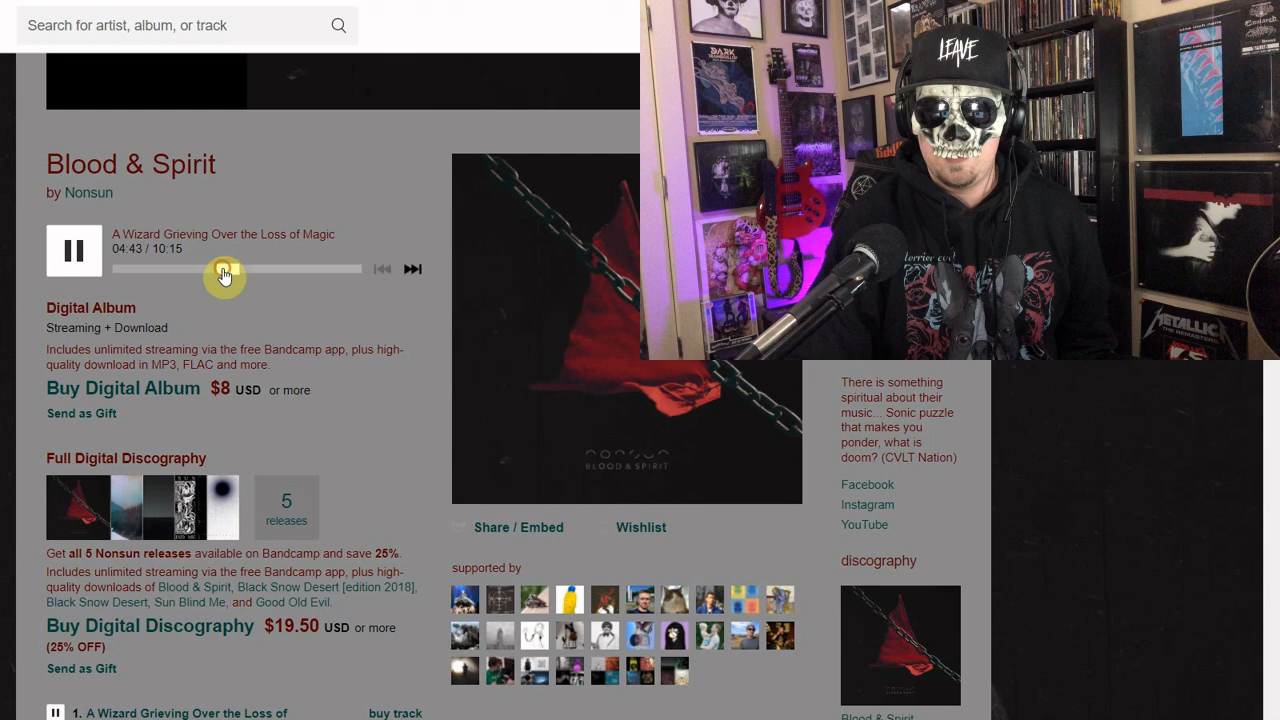 Search for artist, album, or track
Blood & Spirit
by Nonsun
A Wizard Grieving Over the Loss of Magic
04:43 / 10:15
Digital Album
Streaming + Download
Includes unlimited streaming via the free Bandcamp app, plus high-
quality download in MP3, FLAC and more.
Buy Digital Album $8 USD or more
Send as Gift
Full Digital Discography
5
releases
Get all 5 Nonsun releases available on Bandcamp and save 25%.
Includes unlimited streaming via the free Bandcamp app, plus high-
quality downloads of Blood & Spirit, Black Snow Desert [edition 2018],
Black Snow Desert, Sun Blind Me, and Good Old Evil.
Buy Digital Discography $19.50 USD or more
(25% OFF)
Send as Gift
1. A Wizard Grieving Over the Loss of
buy track
nonsun
BLOOD & SPIRIT
Share / Embed
Wishlist
supported by
There is something
spiritual about their
music... Sonic puzzle
that makes you
ponder, what is
doom? (CVLT Nation)
Facebook
Instagram
YouTube
discography
Blood & Spirit
LEAVE
DARK
METALLICA
THE REMASTERS